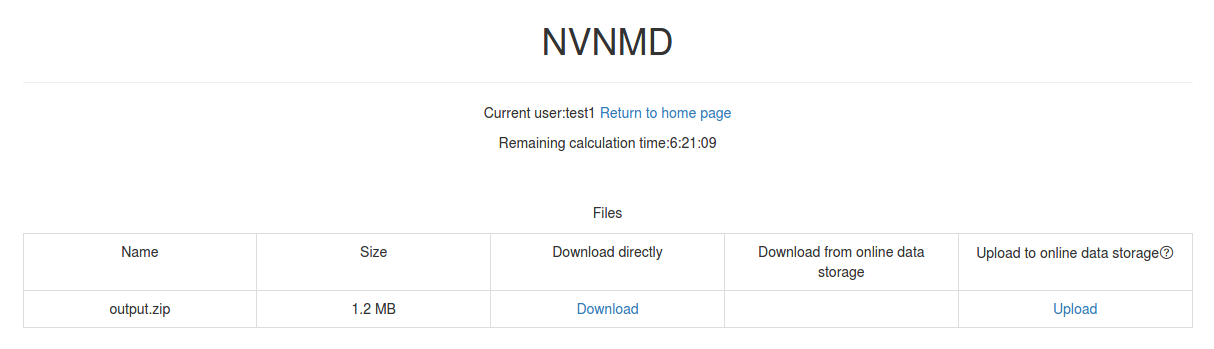 NVNMD
Current user:test1 Return to home page
Remaining calculation time:6:21:09
Files
Name Size Download directly Download from online data storage Upload to online data storage?
output.zip 1.2 MB Download Upload